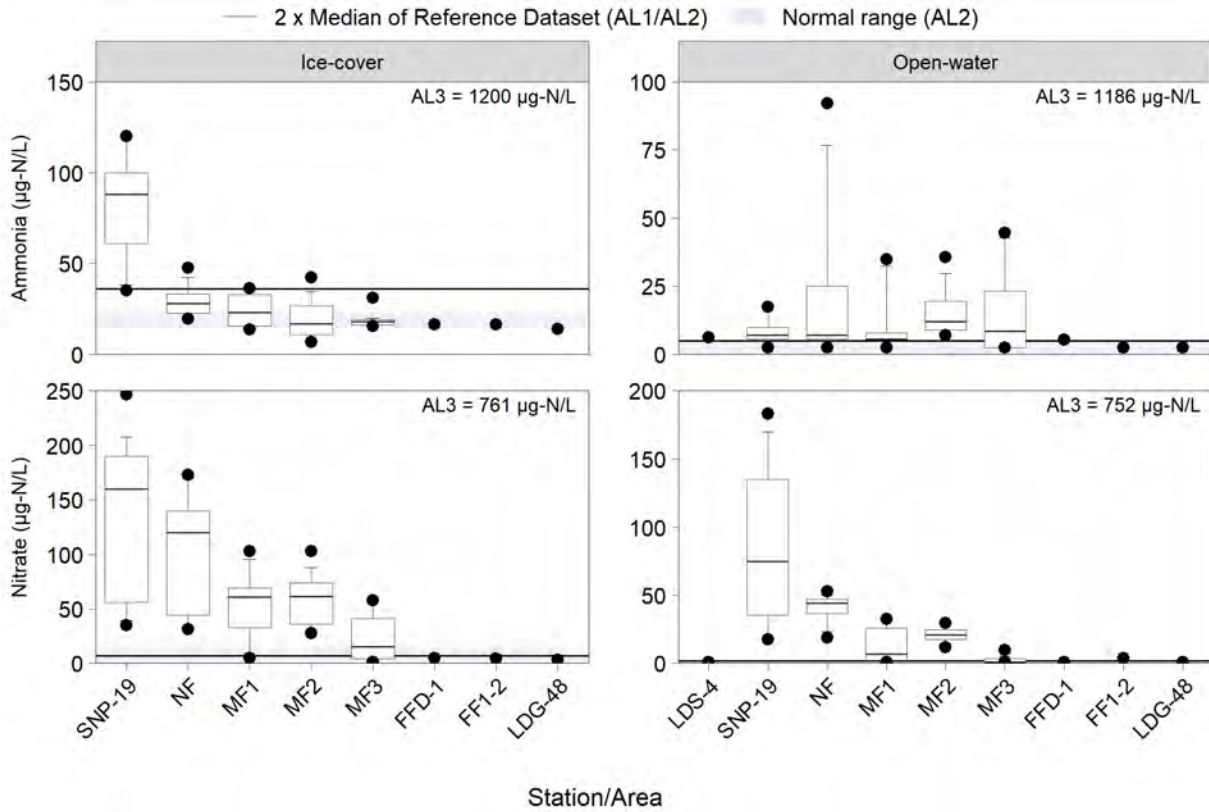 2 x Median of Reference Dataset (AL1/AL2) Normal range (AL2)
Ice-cover
Open-water
AL3 = 1200 µg-N/L
AL3 = 1186 µg-N/L
Ammonia (µg-N/L)
150
100
50
0
100
75
50
25
0
AL3 = 761 µg-N/L
AL3 = 752 µg-N/L
Nitrate (µg-N/L)
250
200
150
100
50
0
200
150
100
50
0
SNP-19
NF
MF1
MF2
MF3
FFD-1
FF1-2
LDG-48
LDS-4
SNP-19
NF
MF1
MF2
MF3
FFD-1
FF1-2
LDG-48
Station/Area